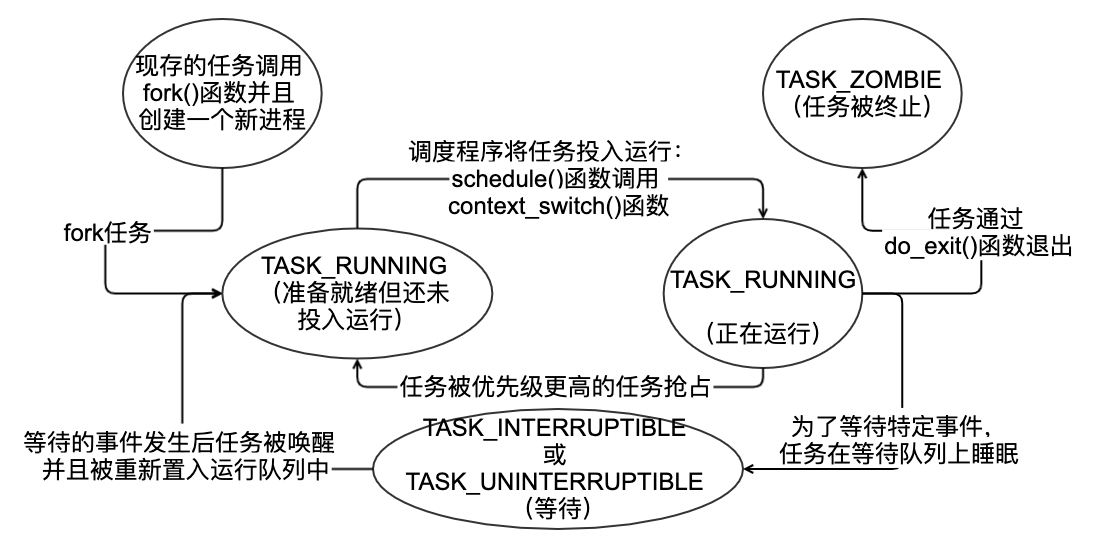 现存的任务调用
fork()函数并且
创建一个新进程
TASK_ZOMBIE
（任务被终止）
调度程序将任务投入运行：
schedule()函数调用
context_switch()函数
fork任务
任务通过
do_exit()函数退出
TASK_RUNNING
（准备就绪但还未
投入运行）
TASK_RUNNING
（正在运行）
任务被优先级更高的任务抢占
等待的事件发生后任务被唤醒
并且被重新置入运行队列中
TASK_INTERRUPTIBLE
或
TASK_UNINTERRUPTIBLE
（等待）
为了等待特定事件，
任务在等待队列上睡眠